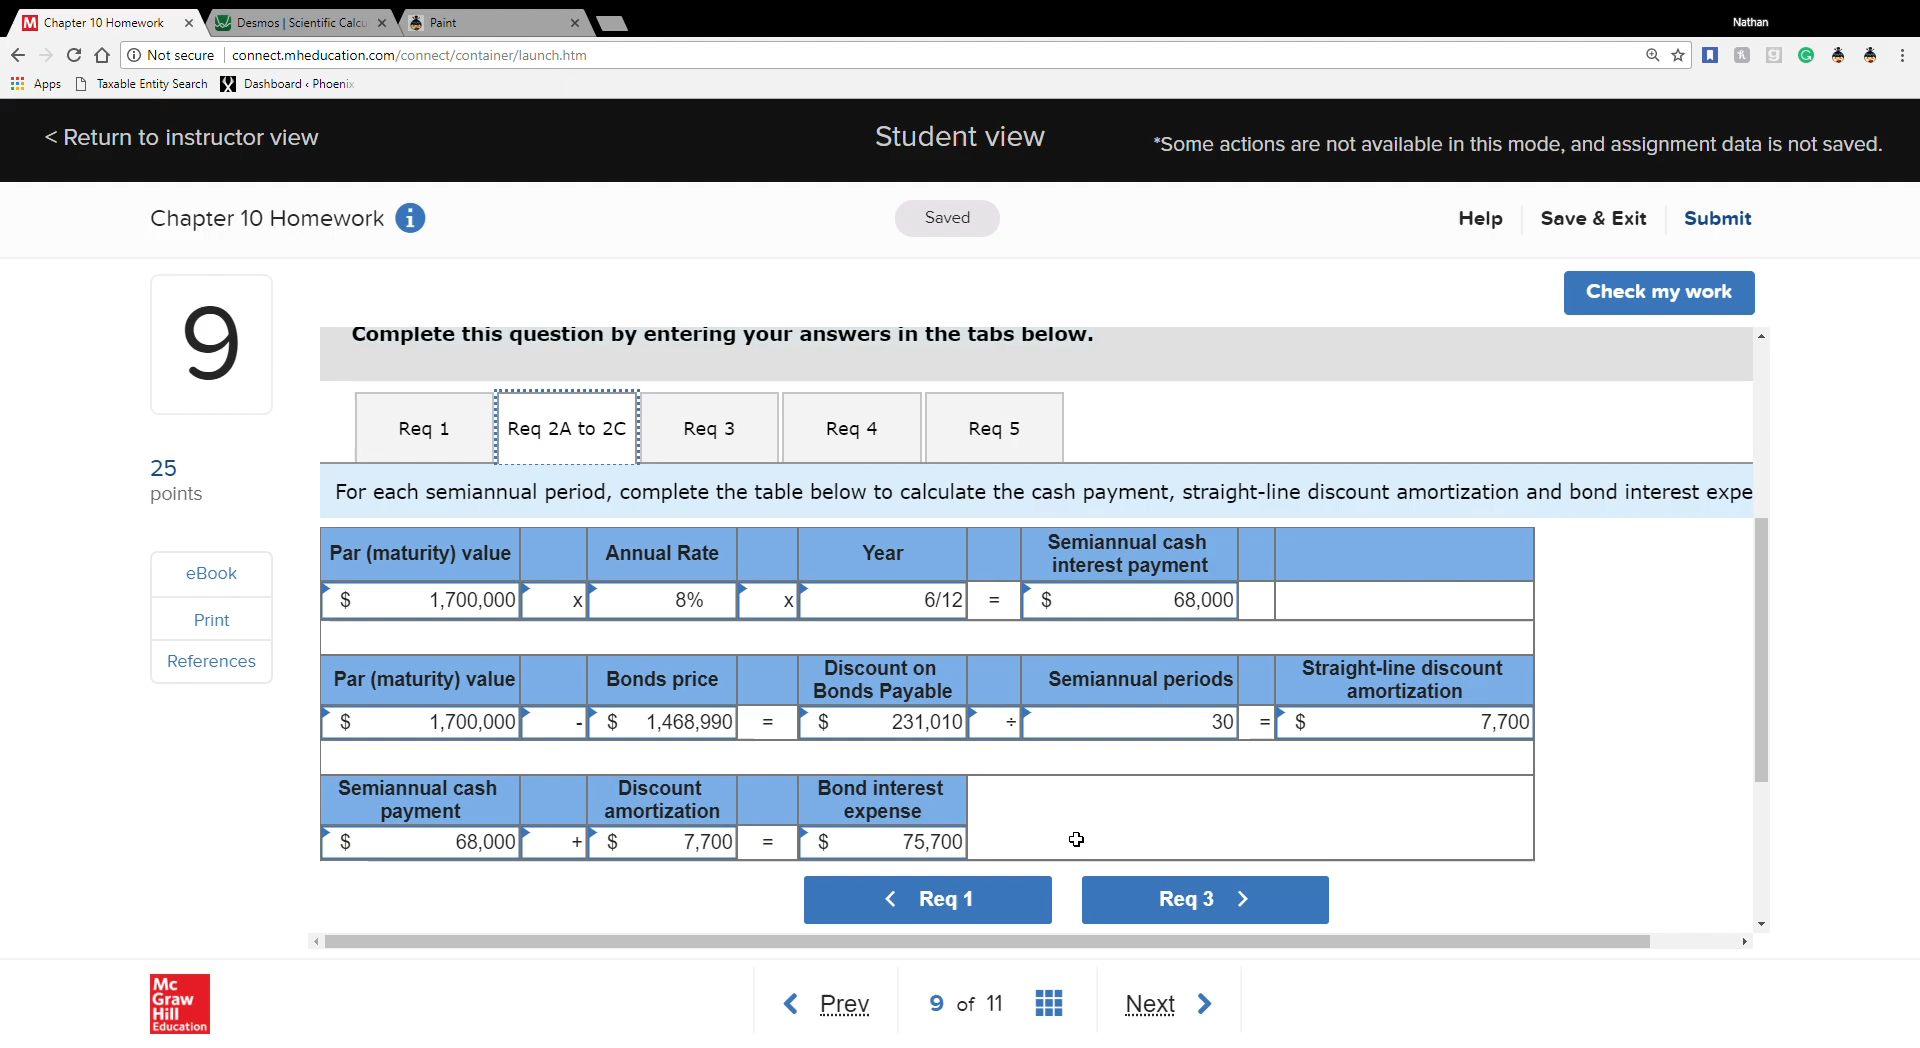 Chapter 10 Homework
Desmos | Scientific Calcu
Paint
Nathan
Not secure
connect.mheducation.com/connect/container/launch.htm
Apps
Taxable Entity Search
Dashboard ‹ Phoenix
< Return to instructor view
Student view
*Some actions are not available in this mode, and assignment data is not saved.
Chapter 10 Homework i
Saved
Help
Save & Exit
Submit
Check my work
9
25
points
eBook
Print
References
Complete this question by entering your answers in the tabs below.
Req 1
Req 2A to 2C
Req 3
Req 4
Req 5
For each semiannual period, complete the table below to calculate the cash payment, straight-line discount amortization and bond interest expe
Par (maturity) value
Annual Rate
Year
Semiannual cash
interest payment
$ 1,700,000 x 8% x 6/12 = $ 68,000
Par (maturity) value
Bonds price
Discount on
Bonds Payable
Semiannual periods
Straight-line discount
amortization
$ 1,700,000 - $ 1,468,990 = $ 231,010 ÷ 30 = $ 7,700
Semiannual cash
payment
Discount
amortization
Bond interest
expense
$ 68,000 + $ 7,700 = $ 75,700
< Req 1
Req 3 >
Mc
Graw
Hill
Education
Prev
9 of 11
Next